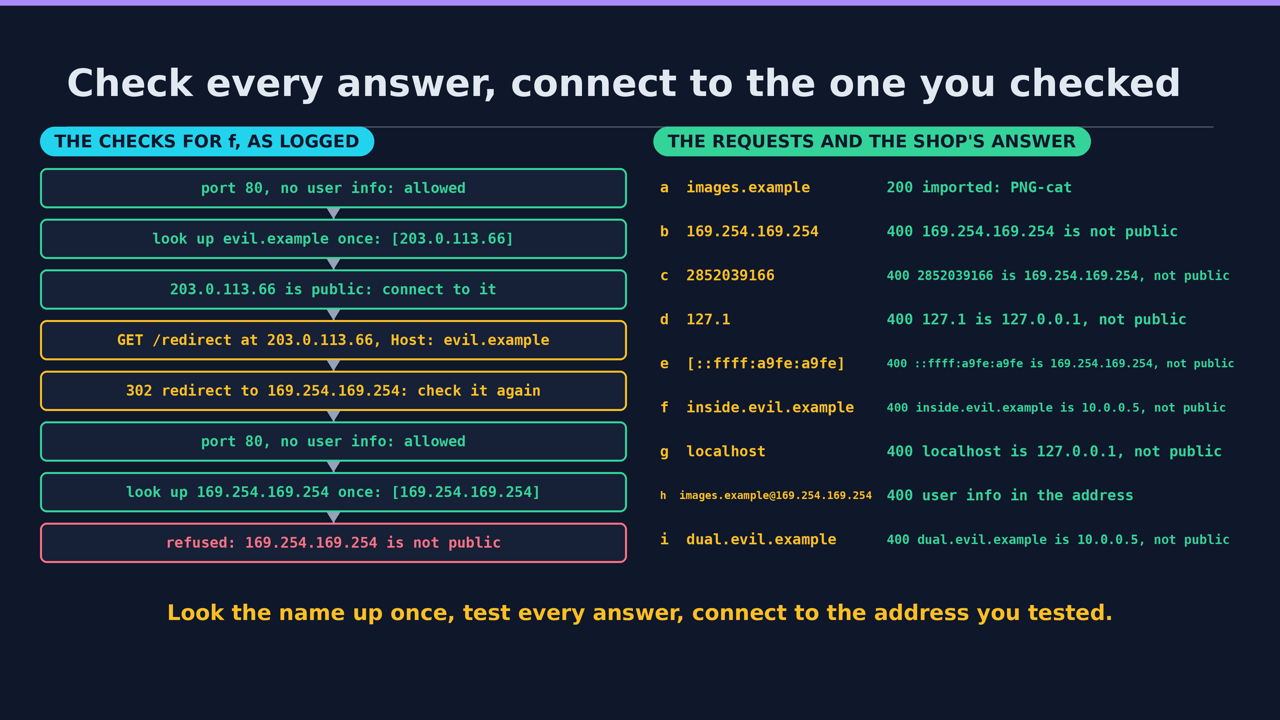 Check every answer, connect to the one you checked
THE CHECKS FOR f, AS LOGGED
port 80, no user info: allowed
look up evil.example once: [203.0.113.66]
203.0.113.66 is public: connect to it
GET /redirect at 203.0.113.66, Host: evil.example
302 redirect to 169.254.169.254: check it again
port 80, no user info: allowed
look up 169.254.169.254 once: [169.254.169.254]
refused: 169.254.169.254 is not public
THE REQUESTS AND THE SHOP'S ANSWER
a images.example 200 imported: PNG-cat
b 169.254.169.254 400 169.254.169.254 is not public
c 2852039166 400 2852039166 is 169.254.169.254, not public
d 127.1 400 127.1 is 127.0.0.1, not public
e [::ffff:a9fe:a9fe] 400 ::ffff:a9fe:a9fe is 169.254.169.254, not public
f inside.evil.example 400 inside.evil.example is 10.0.0.5, not public
g localhost 400 localhost is 127.0.0.1, not public
h images.example@169.254.169.254 400 user info in the address
i dual.evil.example 400 dual.evil.example is 10.0.0.5, not public
Look the name up once, test every answer, connect to the address you tested.